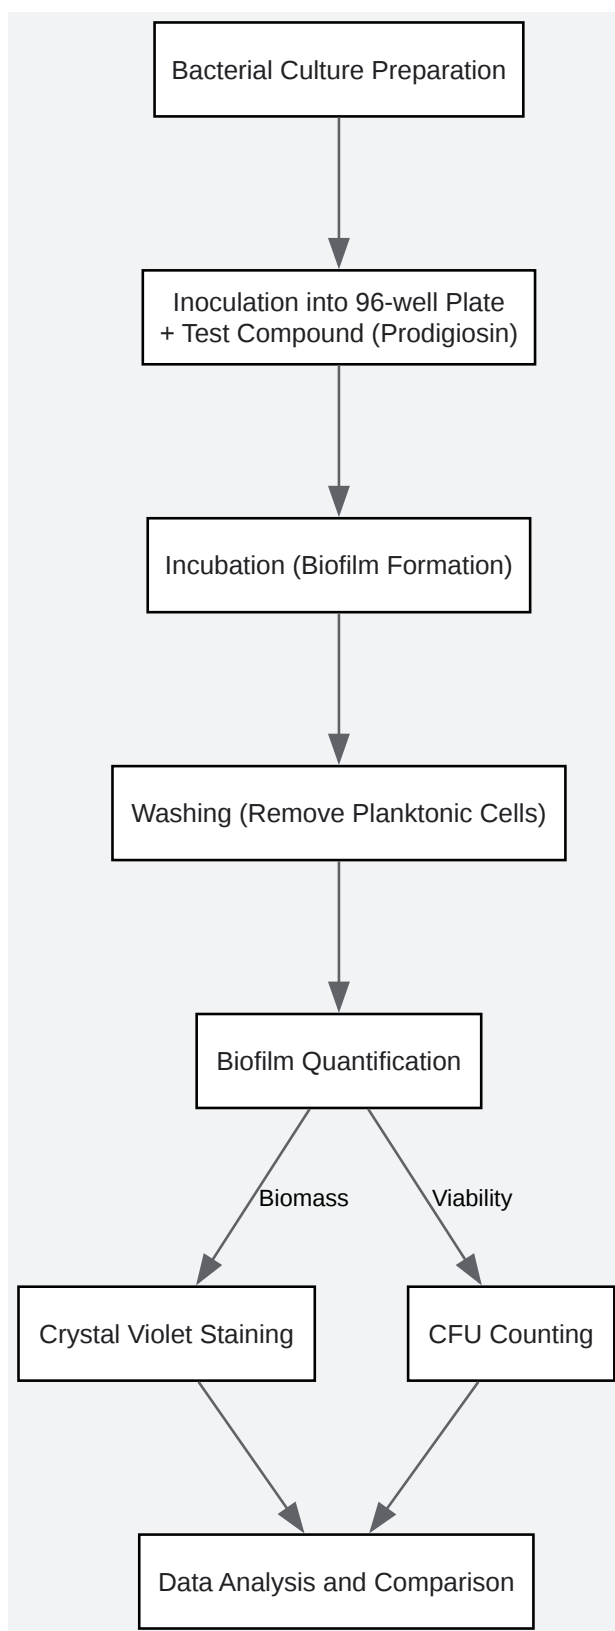 Bacterial Culture Preparation
Inoculation into 96-well Plate
+ Test Compound (Prodigiosin)
Incubation (Biofilm Formation)
Washing (Remove Planktonic Cells)
Biofilm Quantification
Biomass
Viability
Crystal Violet Staining
CFU Counting
Data Analysis and Comparison